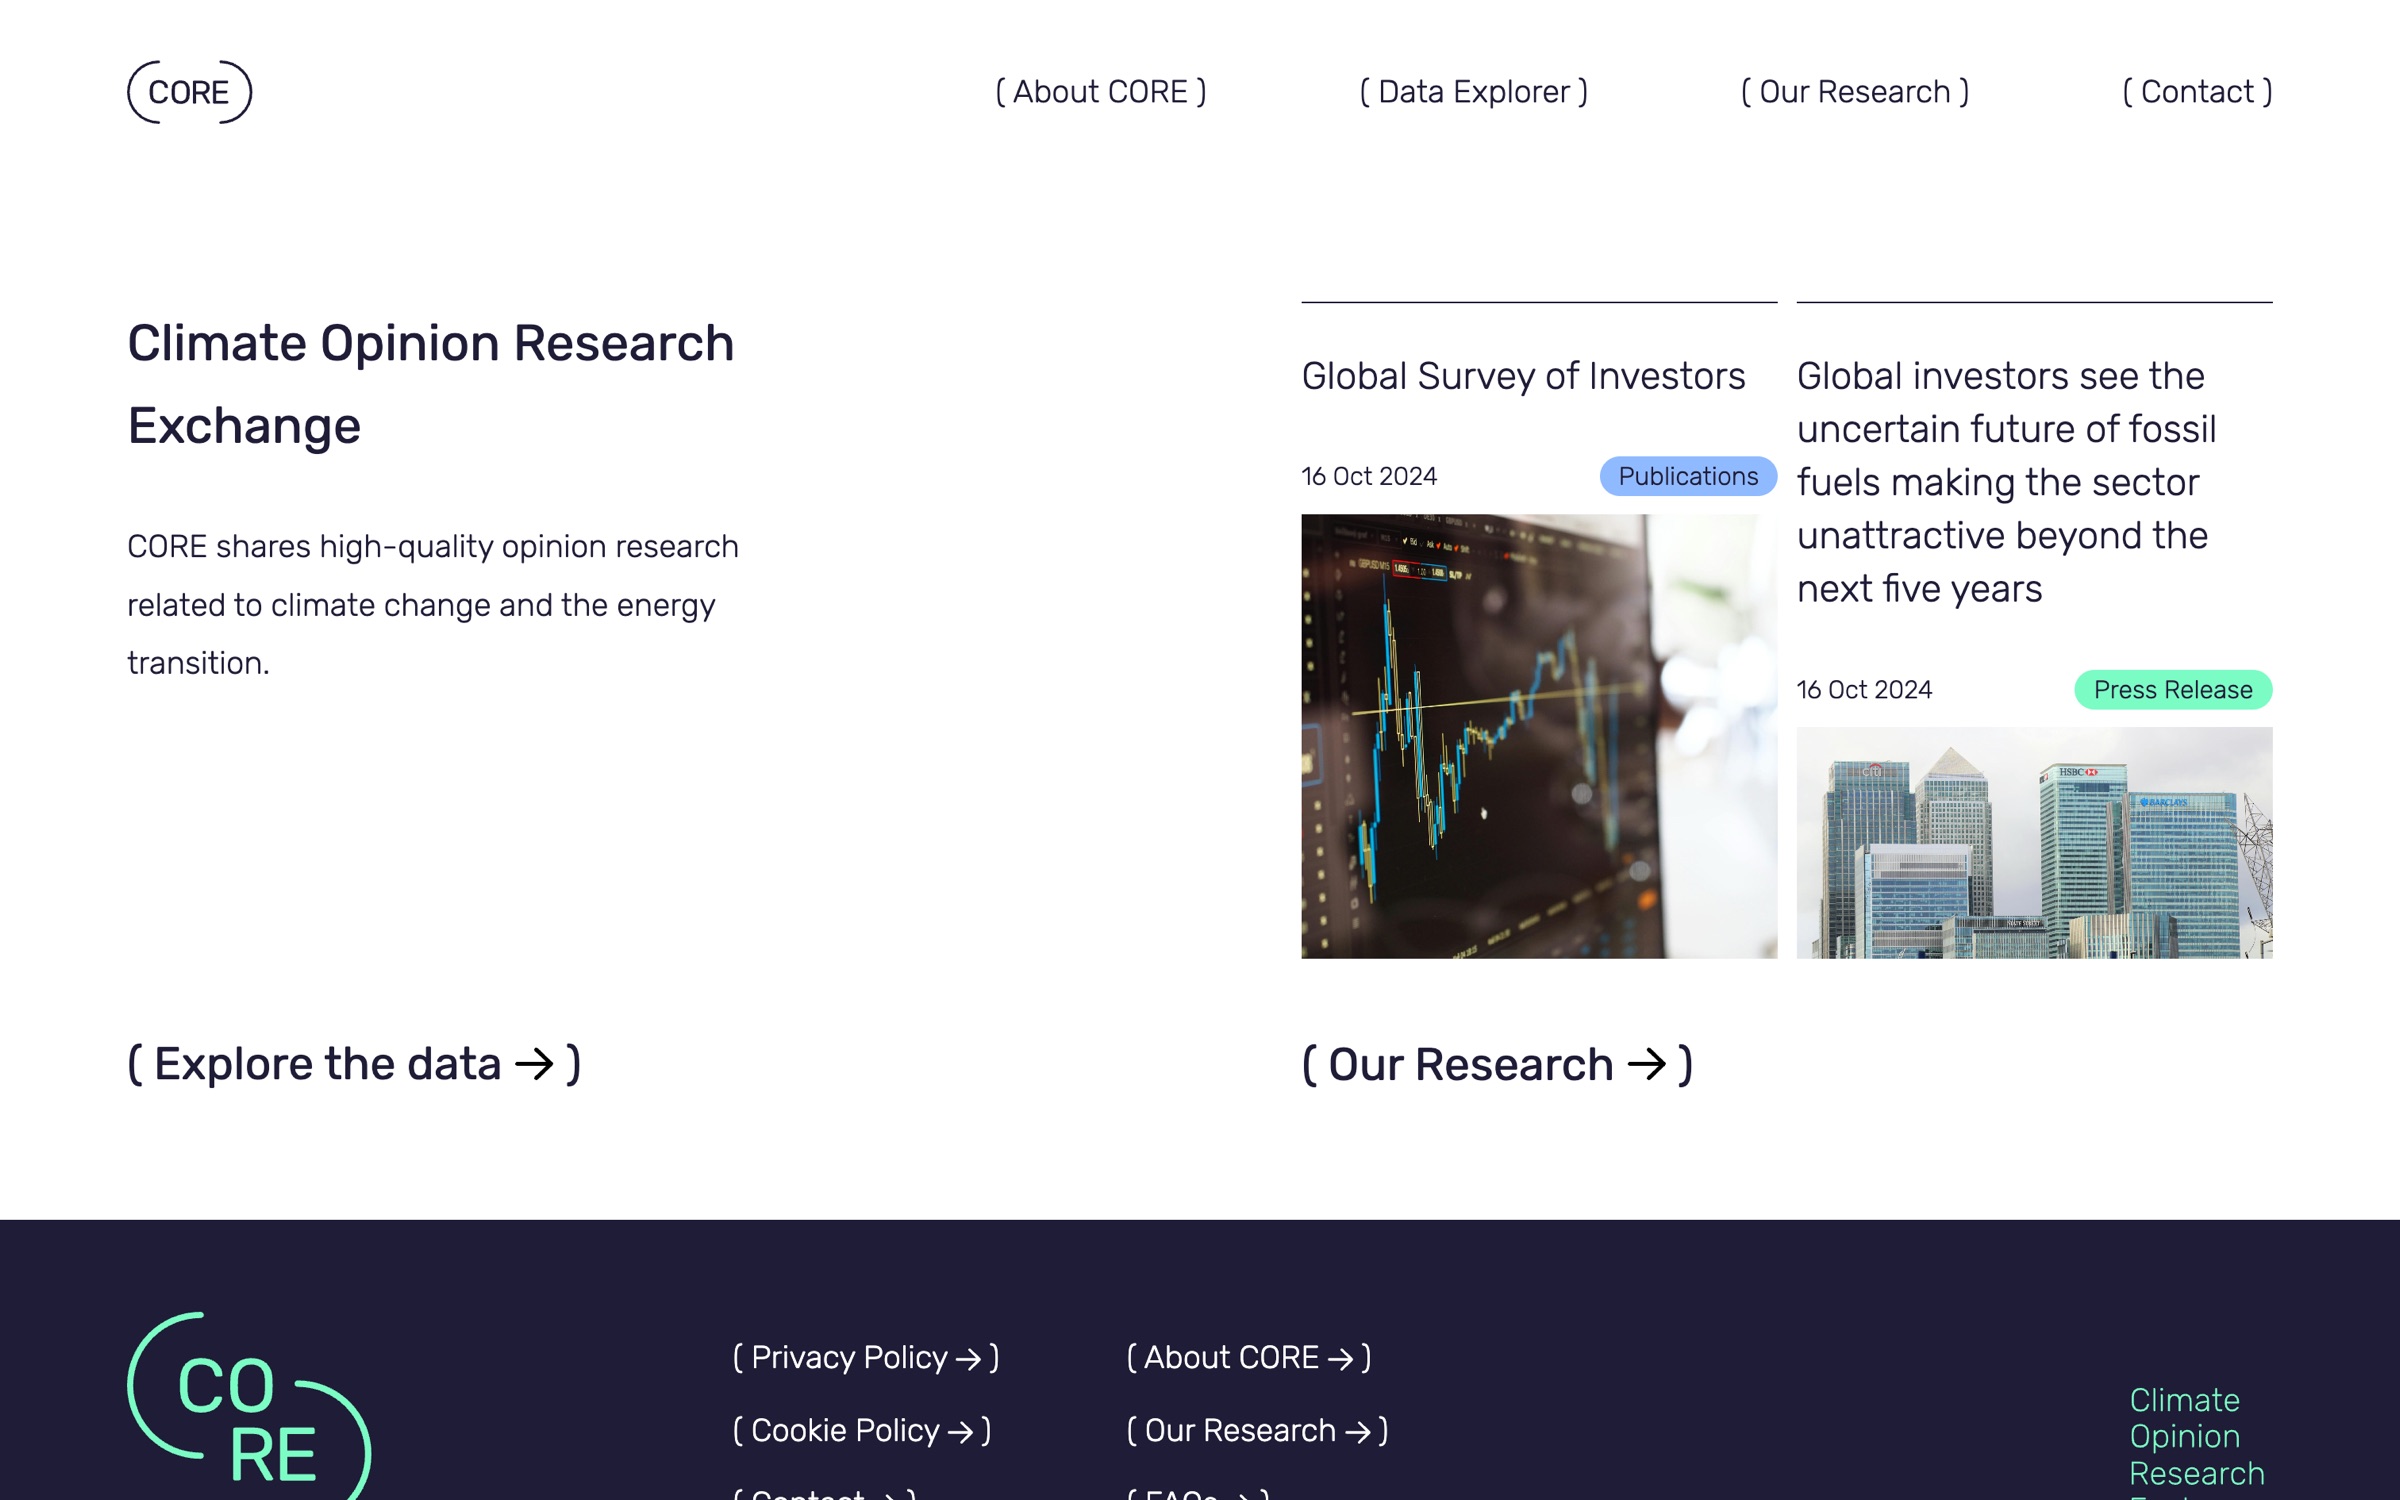 CORE
( About CORE )
( Data Explorer )
( Our Research )
( Contact )
Climate Opinion Research
Exchange
CORE shares high-quality opinion research
related to climate change and the energy
transition.
Global Survey of Investors
16 Oct 2024
Publications
Global investors see the
uncertain future of fossil
fuels making the sector
unattractive beyond the
next five years
16 Oct 2024
Press Release
citi
HSBC
BARCLAYS
( Explore the data → )
( Our Research → )
CO
RE
( Privacy Policy → )
( Cookie Policy → )
( About CORE → )
( Our Research → )
Climate
Opinion
Research